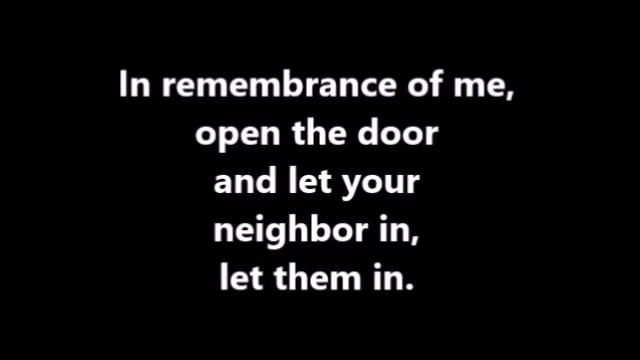 In remembrance of me,
open the door
and let your
neighbor in,
let them in.